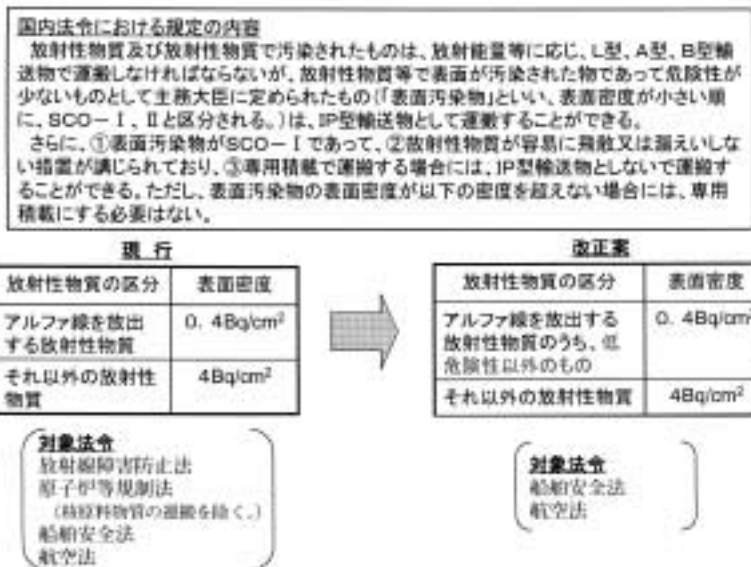 国内法令における規定の内容
放射性物質及び放射性物質で汚染されたものは、放射能量等に応じ、L型、A型、B型輸
送物で運搬しなければならないが、放射性物質等で表面が汚染された物であって危険性が
少ないものとして主務大臣に定められたもの(「表面汚染物」といい、表面密度が小さい順
に、SCO-Ⅰ、Ⅱと区分される。)は、IP型輸送物として運搬することができる。
さらに、①表面汚染物がSCO-Ⅰであって、②放射性物質が容易に飛散又は漏えいしな
い措置が講じられており、③専用積載で運搬する場合には、IP型輸送物としないで運搬す
ることができる。ただし、表面汚染物の表面密度が以下の密度を超えない場合には、専用
積載にする必要はない。
現 行
放射性物質の区分 表面密度
アルファ線を放出
する放射性物質 0. 4Bq/cm²
それ以外の放射性
物質 4Bq/cm²
対象法令
放射線障害防止法
原子炉等規制法
(核原料物質の運搬を除く。)
船舶安全法
航空法
改正案
放射性物質の区分 表面密度
アルファ線を放出する
放射性物質のうち、低
危険性以外のもの 0. 4Bq/cm²
それ以外の放射性物質 4Bq/cm²
対象法令
船舶安全法
航空法